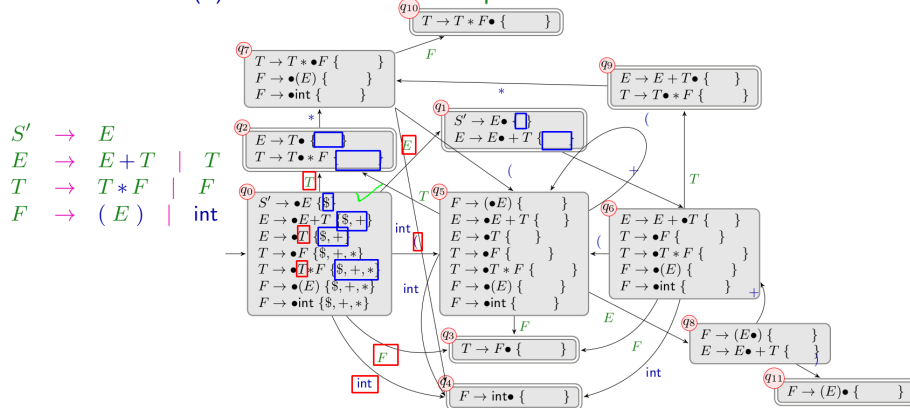 q10
T → T * F• { }
q7
T → T * •F { }
F → •(E) { }
F → •int { }
F
q9
E → E + T• { }
T → T• * F { }
*
(
*
q1
S′ → E• { }
E → E• + T { }
S′ → E
E → E + T | T
T → T * F | F
F → ( E ) | int
q2
E → T• { }
T → T• * F { }
E
(
+
T
T
T
q0
S′ → •E {$}
E → •E+T {$, +}
E → •T {$, +}
T → •F {$, +, *}
T → •T*F {$, +, *}
F → •(E) {$, +, *}
F → •int {$, +, *}
int
(
int
q5
F → (•E) { }
E → •E + T { }
E → •T { }
T → •F { }
T → •T * F { }
F → •(E) { }
F → •int { }
(
q6
E → E + •T { }
T → •F { }
T → •T * F { }
F → •(E) { }
F → •int { }
+
E
F
F
F
int
int
q3
T → F• { }
q8
F → (E•) { }
E → E• + T { }
)
q4
F → int• { }
q11
F → (E)• { }